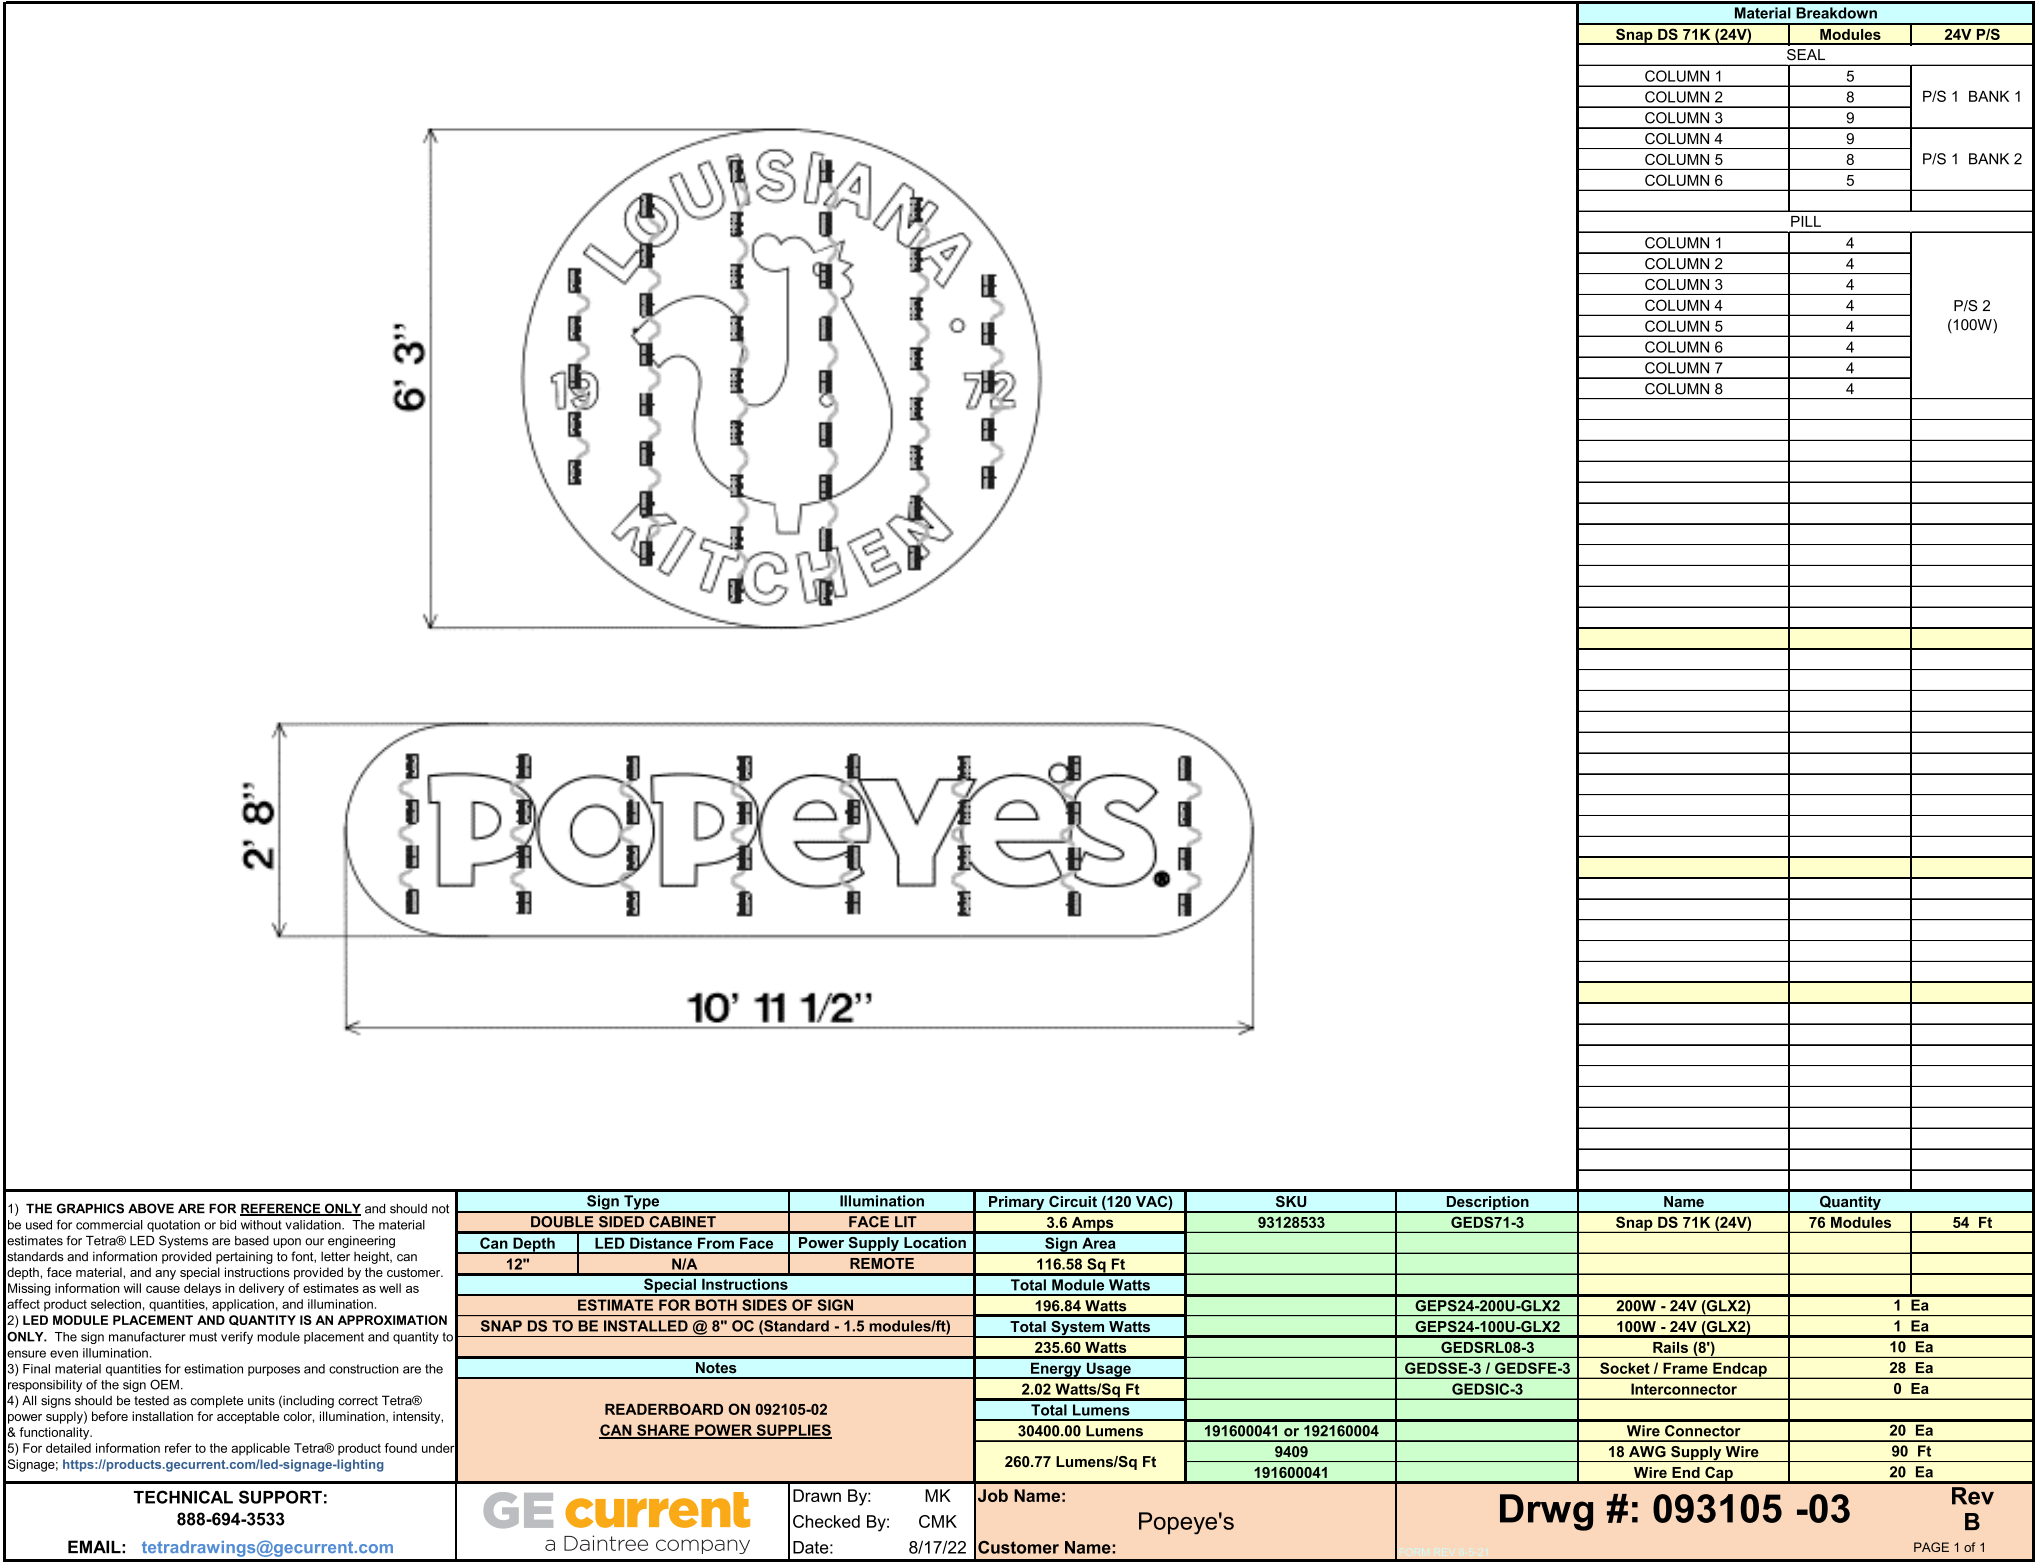 Material Breakdown
Snap DS 71K (24V) Modules 24V P/S
SEAL
COLUMN 1 5
COLUMN 2 8 P/S 1 BANK 1
COLUMN 3 9
COLUMN 4 9
COLUMN 5 8 P/S 1 BANK 2
COLUMN 6 5
PILL
COLUMN 1 4
COLUMN 2 4
COLUMN 3 4
COLUMN 4 4 P/S 2
COLUMN 5 4 (100W)
COLUMN 6 4
COLUMN 7 4
COLUMN 8 4
LOUISIANA
19 72
KITCHEN
6' 3''
POPEYES®
2' 8''
10' 11 1/2''
1) THE GRAPHICS ABOVE ARE FOR REFERENCE ONLY and should not
be used for commercial quotation or bid without validation. The material
estimates for Tetra® LED Systems are based upon our engineering
standards and information provided pertaining to font, letter height, can
depth, face material, and any special instructions provided by the customer.
Missing information will cause delays in delivery of estimates as well as
affect product selection, quantities, application, and illumination.
2) LED MODULE PLACEMENT AND QUANTITY IS AN APPROXIMATION
ONLY. The sign manufacturer must verify module placement and quantity to
ensure even illumination.
3) Final material quantities for estimation purposes and construction are the
responsibility of the sign OEM.
4) All signs should be tested as complete units (including correct Tetra®
power supply) before installation for acceptable color, illumination, intensity,
& functionality.
5) For detailed information refer to the applicable Tetra® product found under
Signage; https://products.gecurrent.com/led-signage-lighting
Sign Type Illumination
DOUBLE SIDED CABINET FACE LIT
Can Depth LED Distance From Face Power Supply Location
12" N/A REMOTE
Special Instructions
ESTIMATE FOR BOTH SIDES OF SIGN
SNAP DS TO BE INSTALLED @ 8" OC (Standard - 1.5 modules/ft)
Notes
READERBOARD ON 092105-02
CAN SHARE POWER SUPPLIES
Primary Circuit (120 VAC)
3.6 Amps
Sign Area
116.58 Sq Ft
Total Module Watts
196.84 Watts
Total System Watts
235.60 Watts
Energy Usage
2.02 Watts/Sq Ft
Total Lumens
30400.00 Lumens
260.77 Lumens/Sq Ft
SKU Description Name Quantity
93128533 GEDS71-3 Snap DS 71K (24V) 76 Modules 54 Ft
GEPS24-200U-GLX2 200W - 24V (GLX2) 1 Ea
GEPS24-100U-GLX2 100W - 24V (GLX2) 1 Ea
GEDSRL08-3 Rails (8') 10 Ea
GEDSSE-3 / GEDSFE-3 Socket / Frame Endcap 28 Ea
GEDSIC-3 Interconnector 0 Ea
191600041 or 192160004 Wire Connector 20 Ea
9409 18 AWG Supply Wire 90 Ft
191600041 Wire End Cap 20 Ea
TECHNICAL SUPPORT:
888-694-3533
EMAIL: tetradrawings@gecurrent.com
GE current
a Daintree company
Drawn By: MK
Checked By: CMK
Date: 8/17/22
Job Name:
Popeye's
Customer Name:
Drwg #: 093105 -03
Rev
B
PAGE 1 of 1